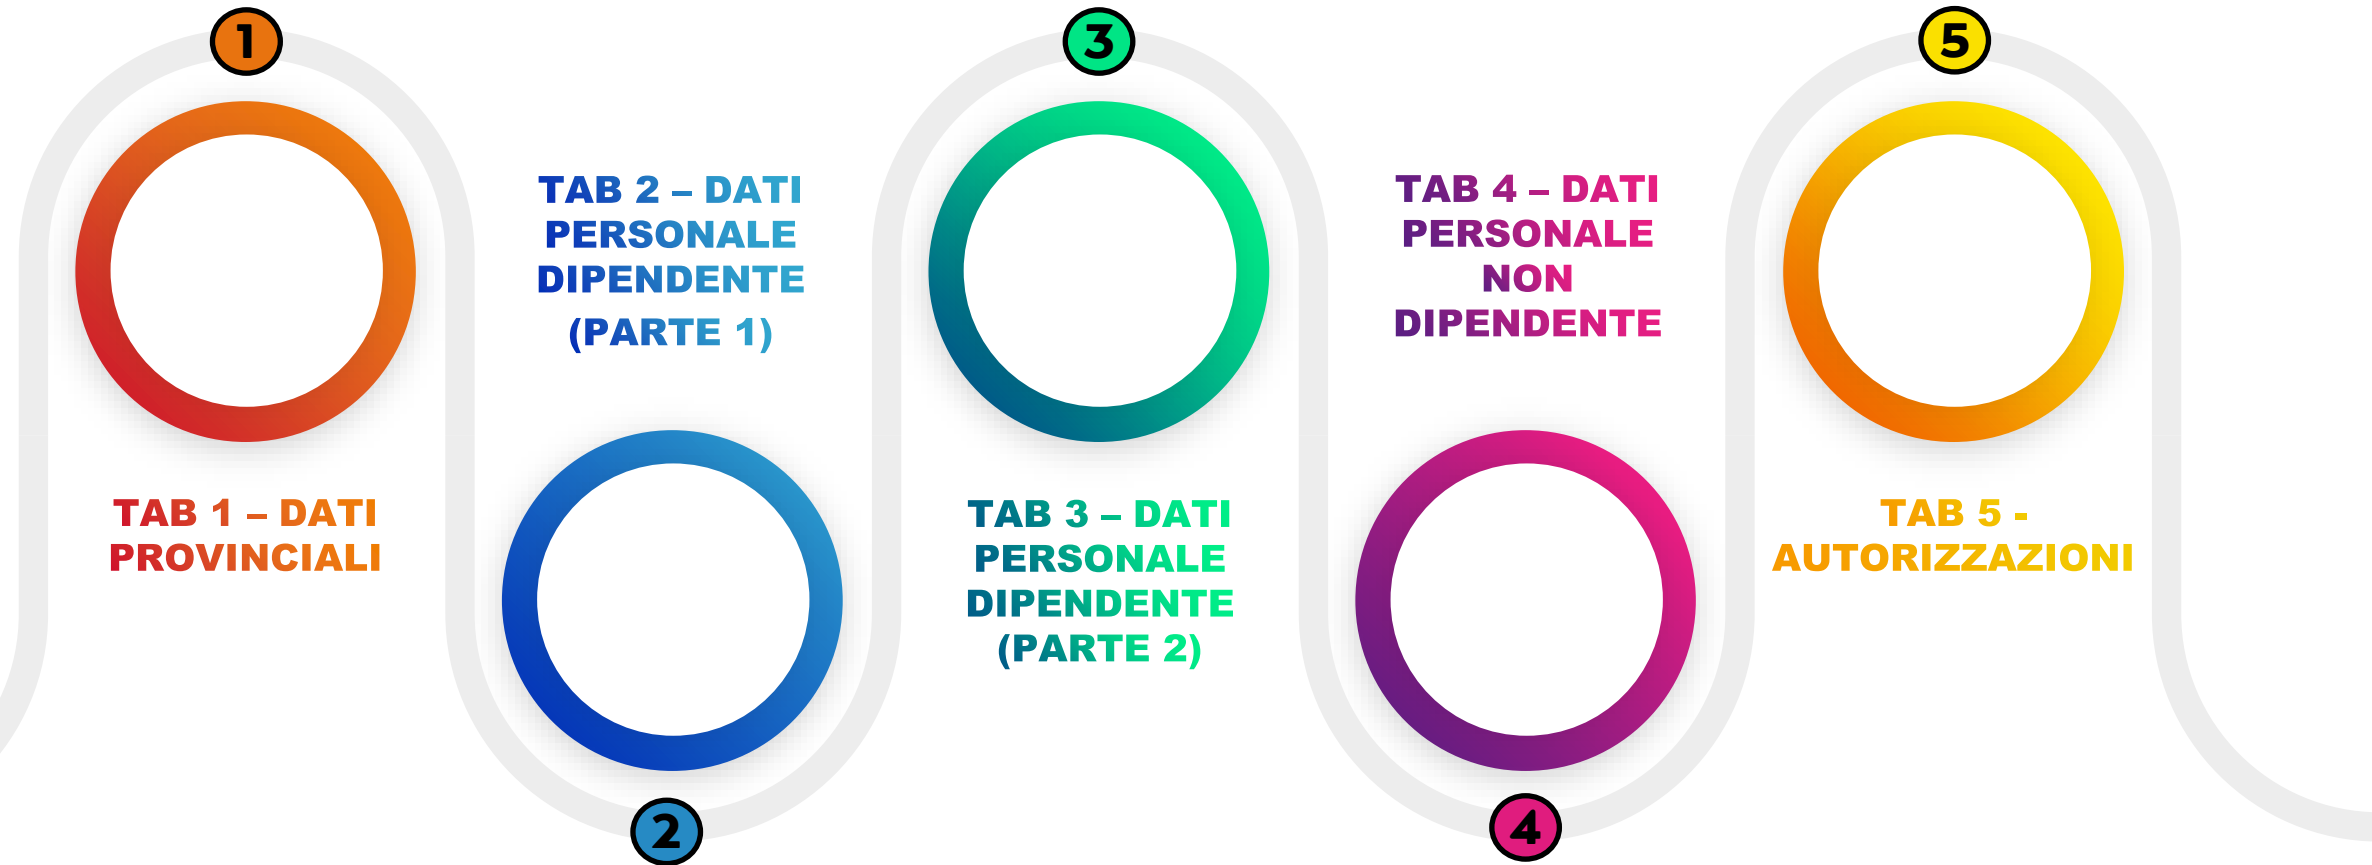 1
TAB 1 – DATI
PROVINCIALI
TAB 2 – DATI
PERSONALE
DIPENDENTE
(PARTE 1)
2
3
TAB 3 – DATI
PERSONALE
DIPENDENTE
(PARTE 2)
TAB 4 – DATI
PERSONALE
NON
DIPENDENTE
4
5
TAB 5 -
AUTORIZZAZIONI